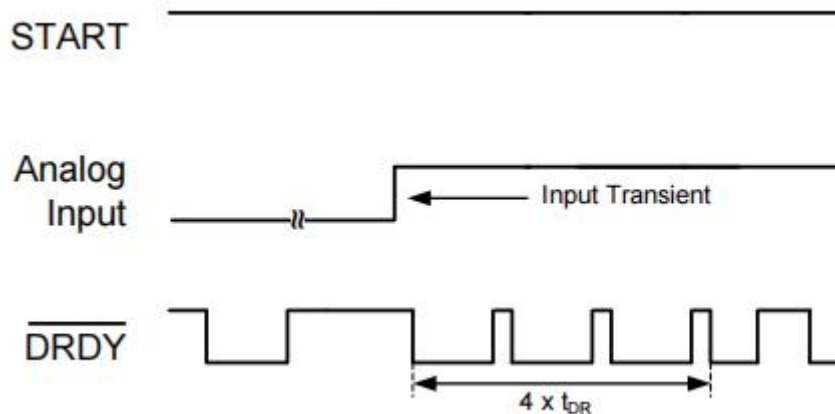 START
Analog
Input
Input Transient
DRDY
4 x tDR